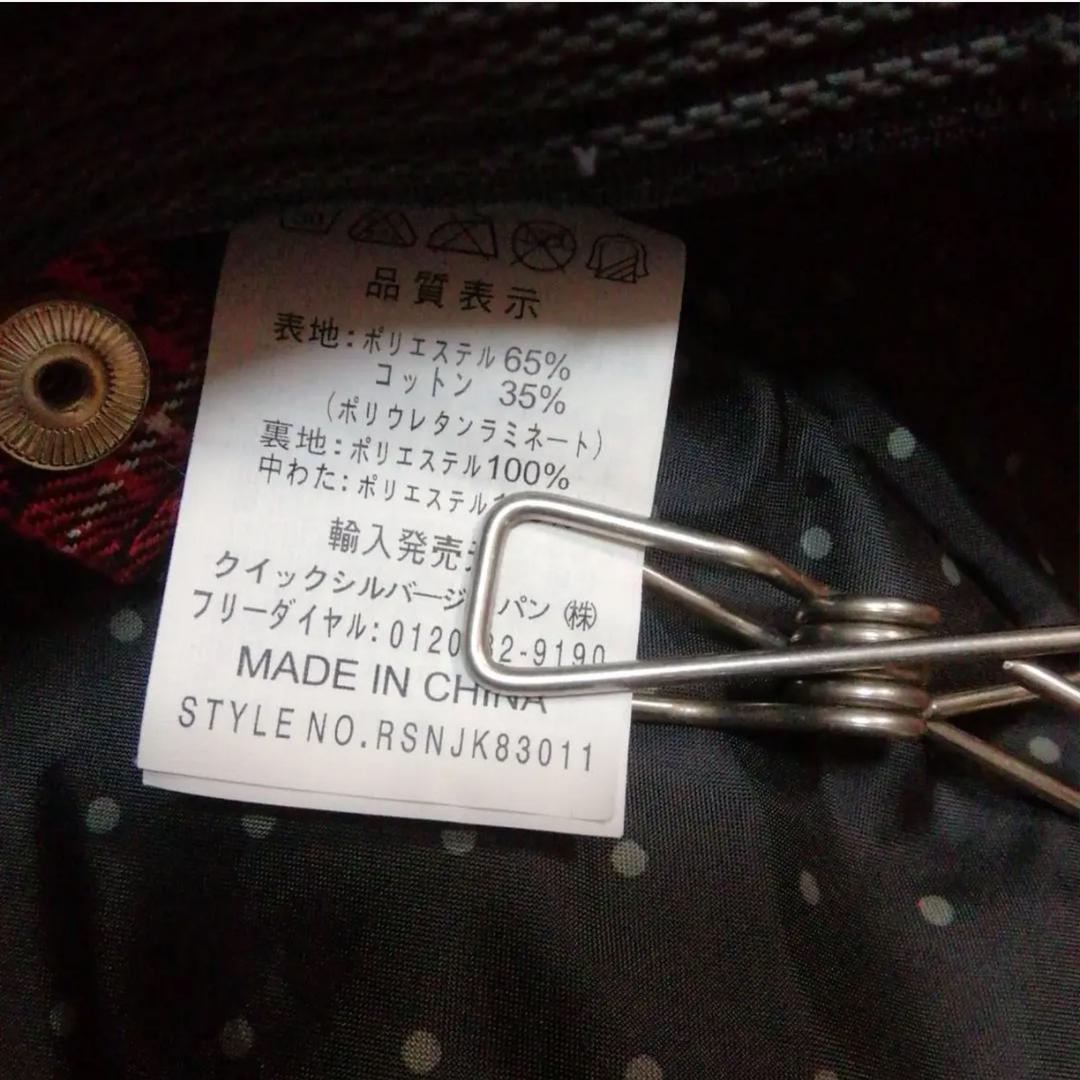 品質表示
表地：ポリエステル 65%
コットン 35%
（ポリウレタンラミネート）
裏地：ポリエステル100%
中わた：ポリエステル
輸入発売
クイックシルバージ パン ㈱
フリーダイヤル：0120 2-9190
MADE IN CHINA
STYLE NO.RSNJK83011